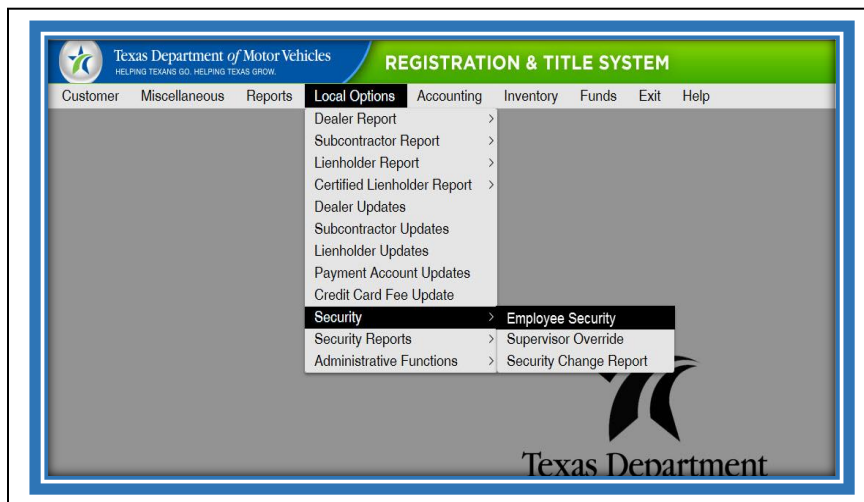 Texas Department of Motor Vehicles
HELPING TEXANS GO. HELPING TEXAS GROW.
REGISTRATION & TITLE SYSTEM
Customer Miscellaneous Reports Local Options Accounting Inventory Funds Exit Help
Dealer Report >
Subcontractor Report >
Lienholder Report >
Certified Lienholder Report >
Dealer Updates
Subcontractor Updates
Lienholder Updates
Payment Account Updates
Credit Card Fee Update
Security > Employee Security
Security Reports > Supervisor Override
Administrative Functions > Security Change Report
Texas Department